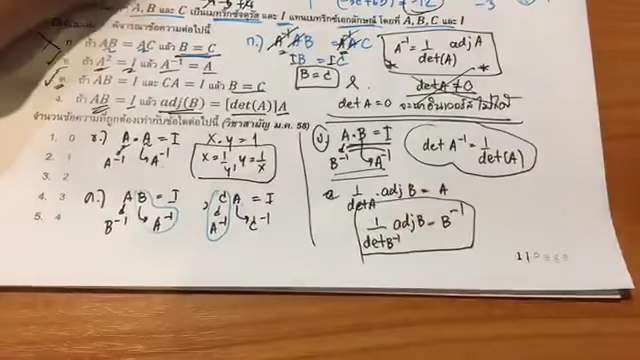 A, B และ C เป็นเมทริกซ์จัตุรัส และ I แทนเมทริกซ์เอกลักษณ์ โดยที่ A, B, C และ I
พิจารณาข้อความต่อไปนี้
ก. ถ้า AB = AC แล้ว B = C
ข. ถ้า A² = I แล้ว A⁻¹ = A
ค. ถ้า AB = I และ CA = I แล้ว B = C
ง. ถ้า AB = I แล้ว adj(B) = [det(A)]A
จำนวนข้อความที่ถูกต้องเท่ากับข้อใดต่อไปนี้ (วิชาสามัญ ม.ค. 58)
1. 0
2. 1
3. 2
4. 3
5. 4
ก.) A⁻¹AB = A⁻¹AC
IB = IC
B = C
A⁻¹ = 1/det(A) adj A
det A ≠ 0
det A = 0
ข.) A·A = I
A⁻¹ A⁻¹
x·y = 1
x = 1/y, y = 1/x
ค.) AB = I
B⁻¹ A⁻¹
CA = I
A⁻¹ C⁻¹
ง.) A·B = I
B⁻¹ A⁻¹
det A⁻¹ = 1/det(A)
1/det A · adj B = A
1/det B⁻¹ adj B = B⁻¹
1 | Page